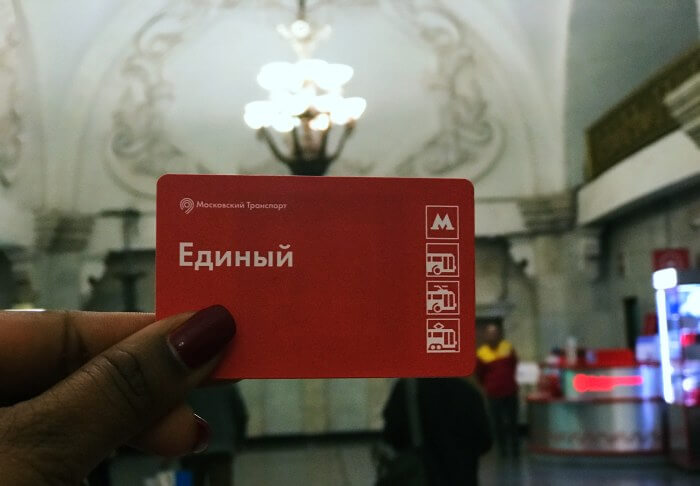 Московский Транспорт
Единый
М